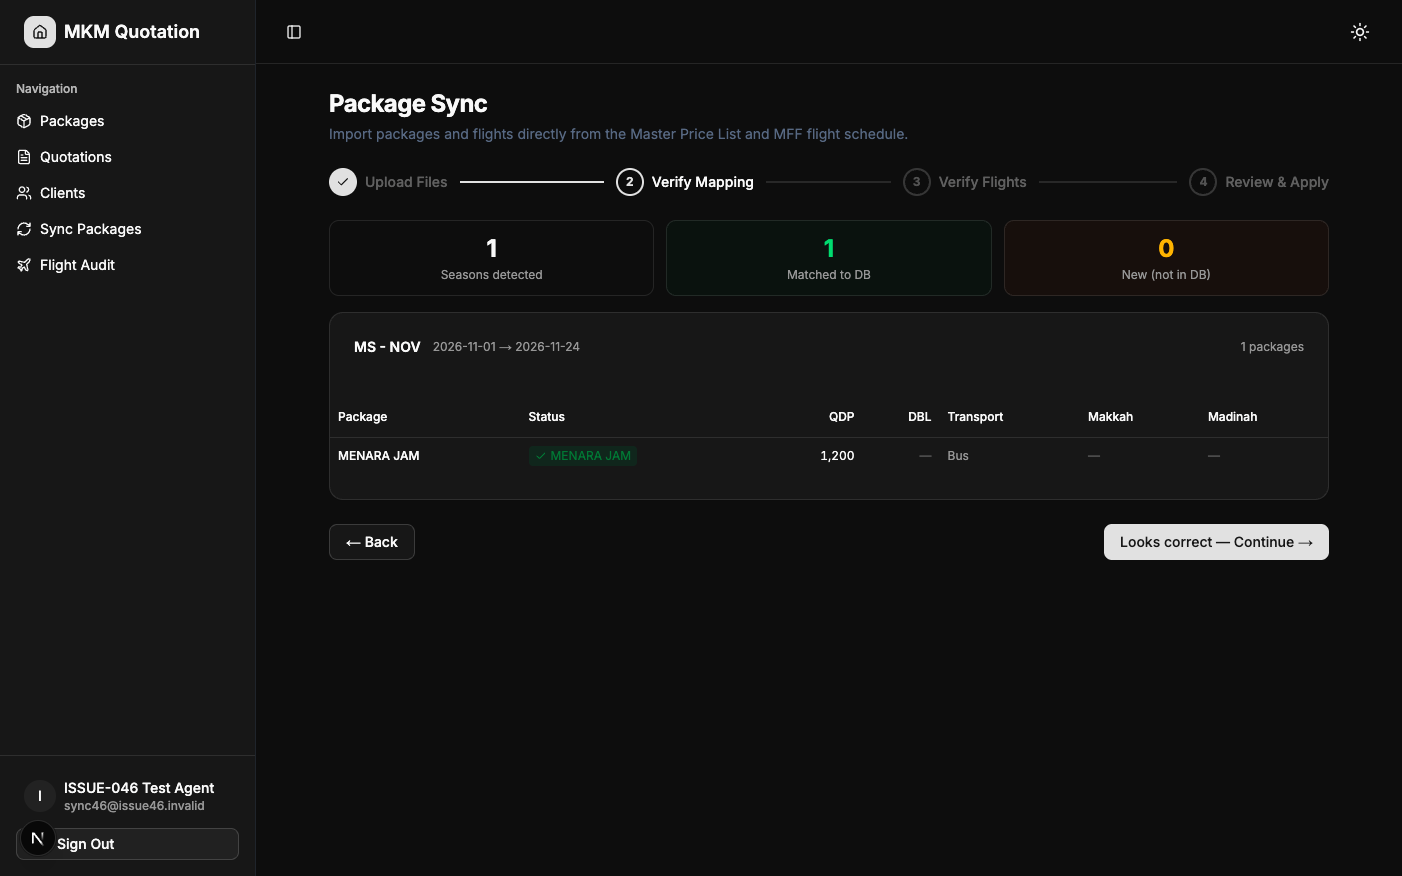 MKM Quotation
Navigation
Packages
Quotations
Clients
Sync Packages
Flight Audit
ISSUE-046 Test Agent
sync46@issue46.invalid
I
N
Sign Out
Package Sync
Import packages and flights directly from the Master Price List and MFF flight schedule.
Upload Files
2 Verify Mapping
3 Verify Flights
4 Review & Apply
1
Seasons detected
1
Matched to DB
0
New (not in DB)
MS - NOV 2026-11-01 → 2026-11-24 1 packages
Package Status QDP DBL Transport Makkah Madinah
MENARA JAM ✓ MENARA JAM 1,200 — Bus — —
← Back
Looks correct — Continue →